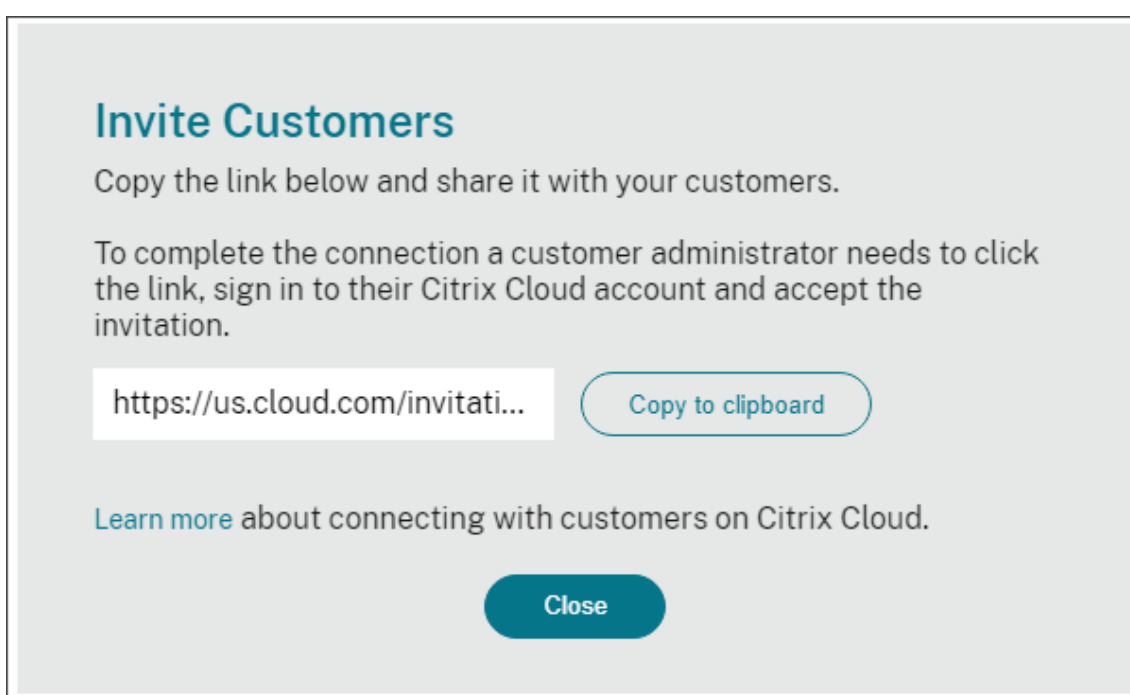 Invite Customers
Copy the link below and share it with your customers.
To complete the connection a customer administrator needs to click
the link, sign in to their Citrix Cloud account and accept the
invitation.
https://us.cloud.com/invitati... Copy to clipboard
Learn more about connecting with customers on Citrix Cloud.
Close